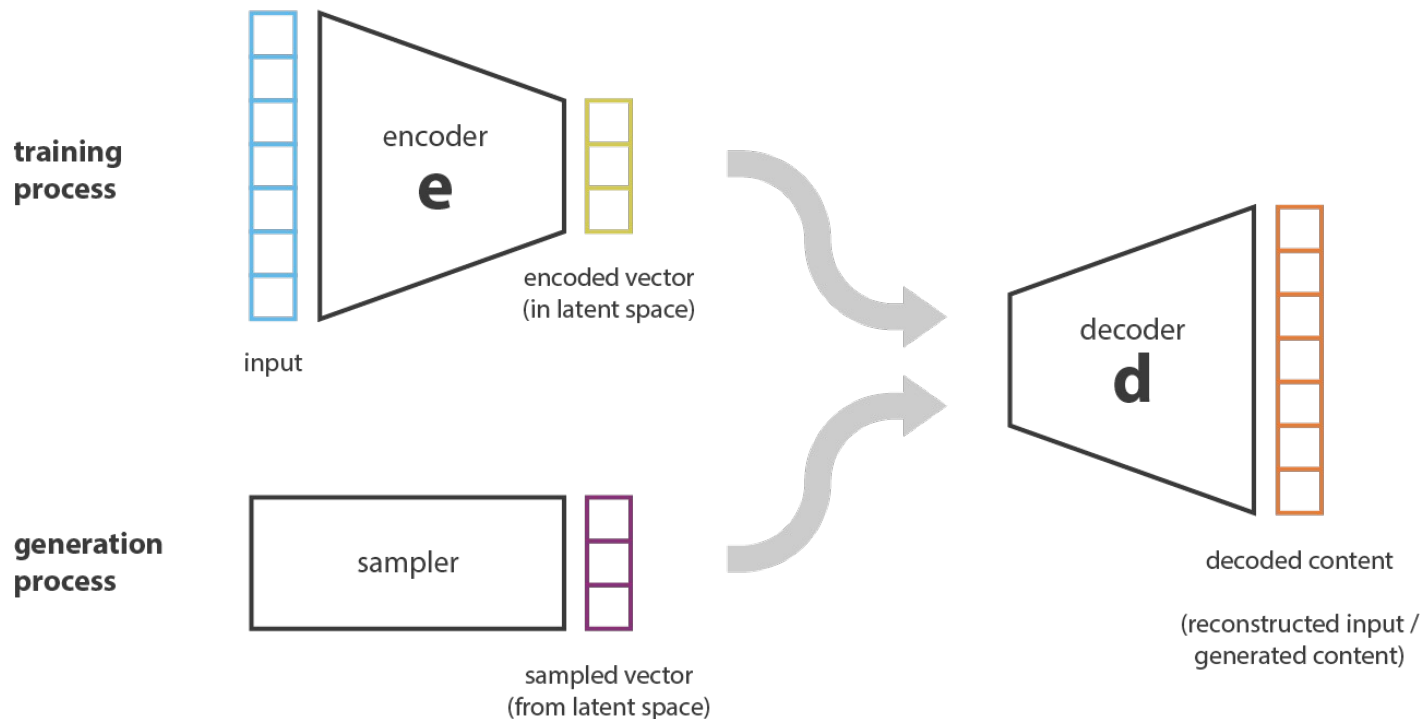 training
process
encoder
e
encoded vector
(in latent space)
input
decoder
d
generation
process
sampler
sampled vector
(from latent space)
decoded content
(reconstructed input /
generated content)